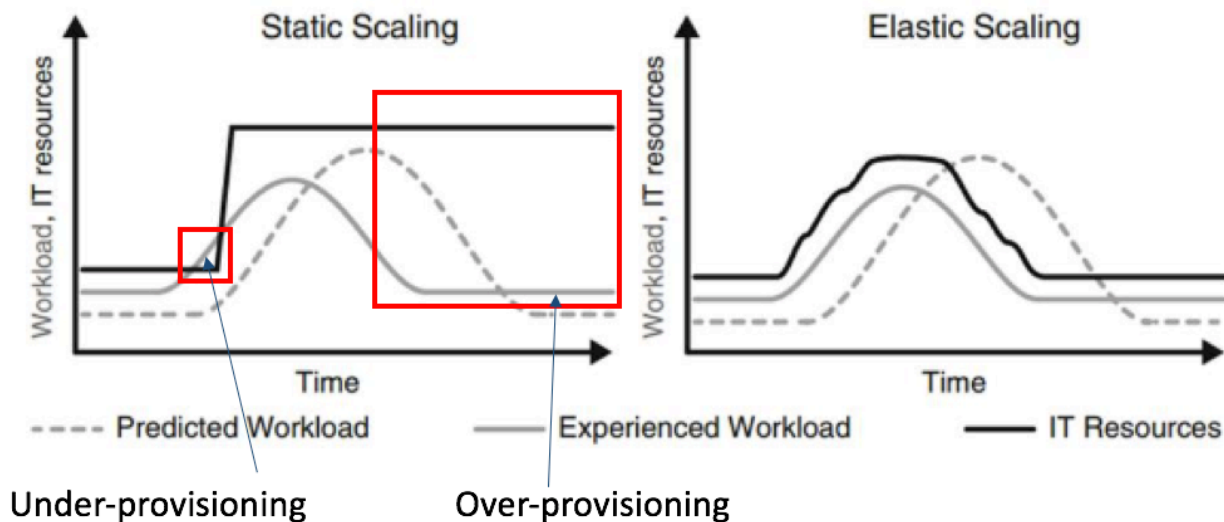 Static Scaling
Elastic Scaling
Workload, IT resources
Workload, IT resources
Time
Time
Predicted Workload
Experienced Workload
IT Resources
Under-provisioning
Over-provisioning